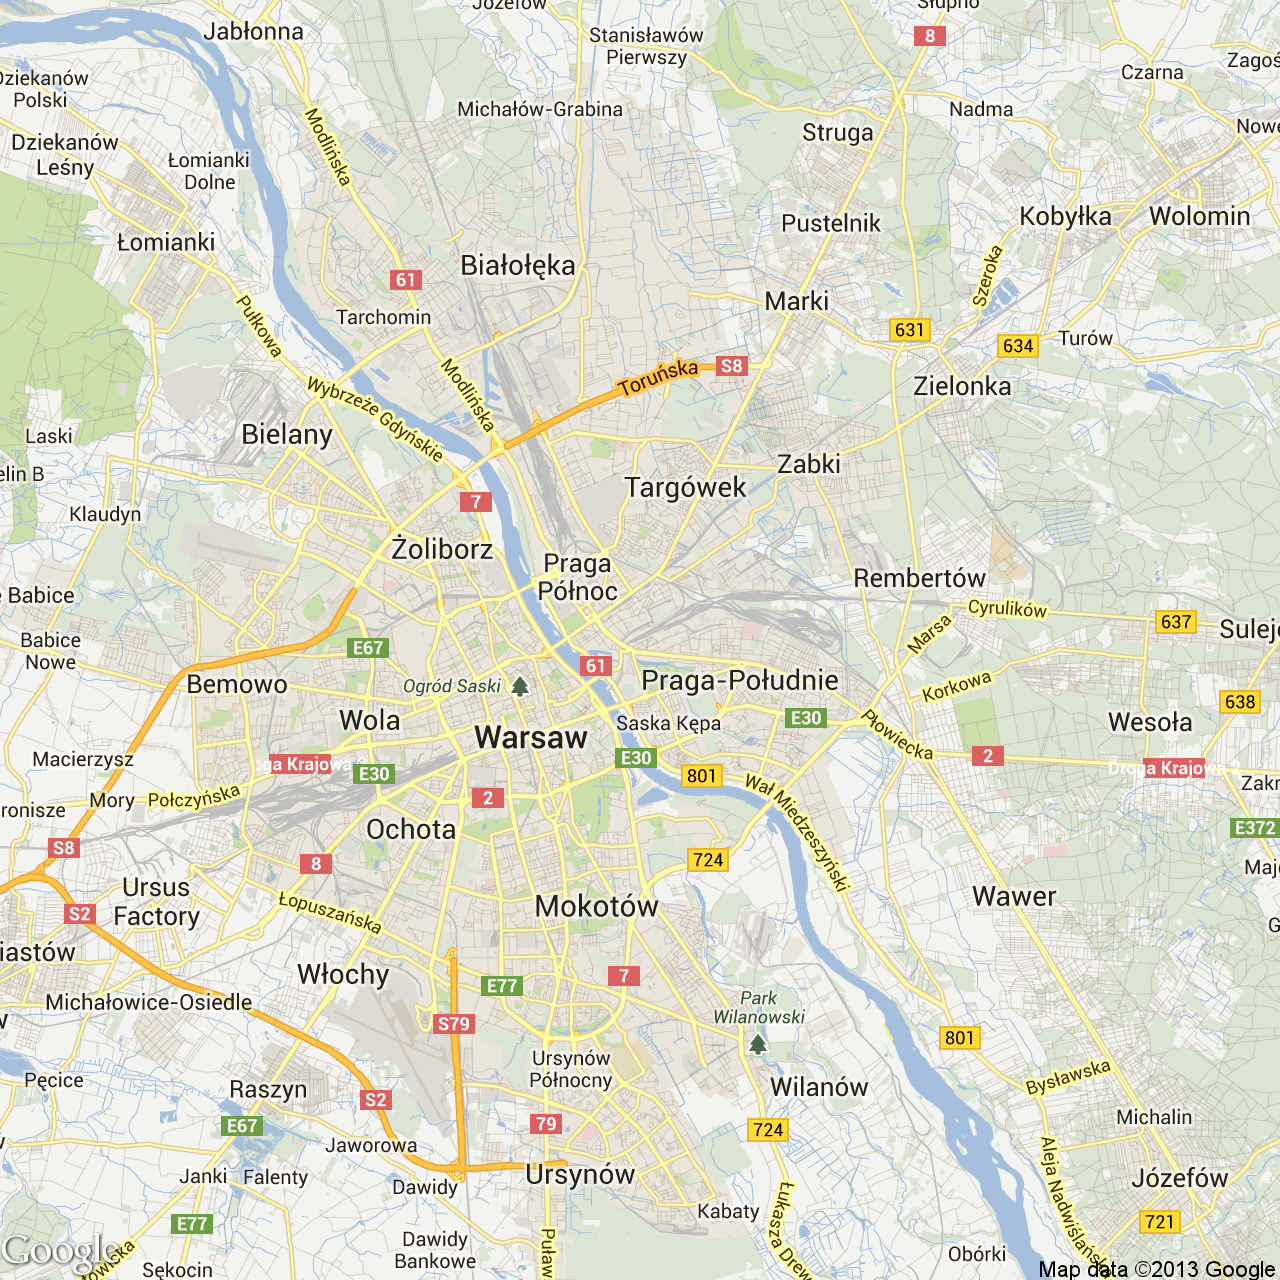 Józefów
Słupno
Jabłonna
Stanisławów
Pierwszy
8
Zagoś
Czarna
Dziekanów
Polski
Michałów-Grabina
Nadma
Modlińska
Struga
Nowe
Dziekanów
Leśny
Łomianki
Dolne
Kobyłka
Wolomin
Pustelnik
Łomianki
Białołęka
61
Szeroka
Marki
Pułkowa
Tarchomin
631
634
Turów
Modlińska
Toruńska
S8
Zielonka
Wybrzeże Gdyńskie
Laski
Bielany
Zabki
elin B
Targówek
7
Klaudyn
Żoliborz
Praga
Północ
Rembertów
e Babice
Cyrulików
637
Sulejo
Marsa
Babice
Nowe
E67
61
Bemowo
Ogród Saski
Praga-Południe
Korkowa
638
Wola
Saska Kępa
E30
Płowiecka
Wesoła
Warsaw
Macierzysz
Droga Krajowa 2
E30
E30
801
2
Droga Krajowa 2
Zakr
Wał Miedzeszyński
Mory
Połczyńska
2
ronisze
Ochota
E372
S8
8
724
Maj
Ursus
Factory
Łopuszańska
Mokotów
Wawer
S2
G
iastów
Włochy
7
E77
Michałowice-Osiedle
Park
Wilanowski
S79
801
Ursynów
Północny
Pęcice
Raszyn
Wilanów
Bysławska
S2
Michalin
E67
79
724
Jaworowa
Aleja Nadwiślańska
Janki
Falenty
Ursynów
Józefów
Dawidy
Łukasza Drew
Kabaty
E77
721
Puław
Dawidy
Bankowe
Obórki
Google
łowiska
Sękocin
Map data ©2013 Google